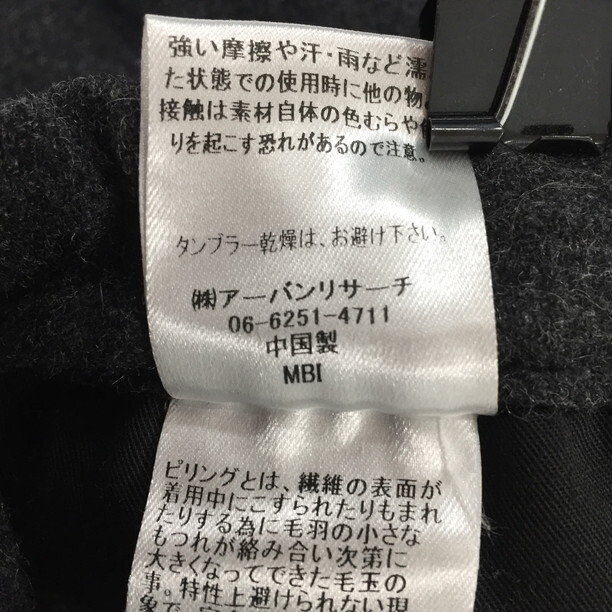 強い摩擦や汗・雨など濡
た状態での使用時に他の物
接触は素材自体の色むらや
りを起こす恐れがあるので注意。
タンブラー乾燥は、お避け下さい。
㈱アーバンリサーチ
06-6251-4711
中国製
MBI
ピリングとは、繊維の表面が
着用中にこすられたりもまれ
たりする為に毛羽の小さな
もつれが絡み合い次第に
大きくなってできた毛玉の
事。特性上避けられない現
象で